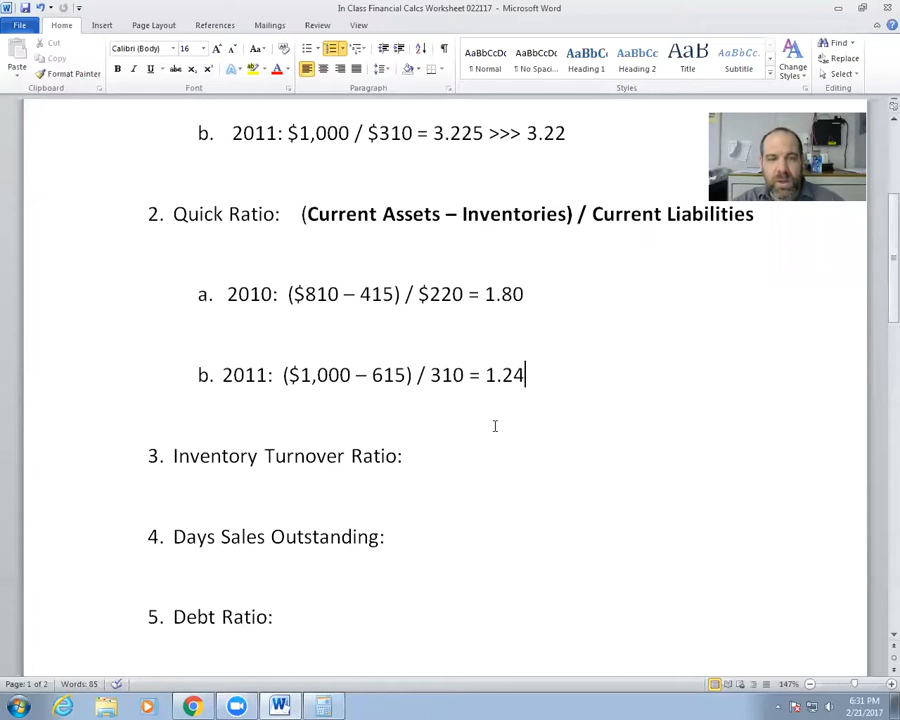 In Class Financial Calcs Worksheet 022117 - Microsoft Word
File Home Insert Page Layout References Mailings Review View
Paste
Cut
Copy
Format Painter
Clipboard
Calibri (Body) 16
Font
Paragraph
AaBbCcDc AaBbCcDc AaBbC AaBbCc AaB AaBbCc.
¶ Normal ¶ No Spaci... Heading 1 Heading 2 Title Subtitle
Change Styles
Styles
Find
Replace
Select
Editing
b. 2011: $1,000 / $310 = 3.225 >>> 3.22
2. Quick Ratio: (Current Assets – Inventories) / Current Liabilities
a. 2010: ($810 – 415) / $220 = 1.80
b. 2011: ($1,000 – 615) / 310 = 1.24
3. Inventory Turnover Ratio:
4. Days Sales Outstanding:
5. Debt Ratio:
Page: 1 of 2 Words: 85
147%
6:31 PM
2/21/2017